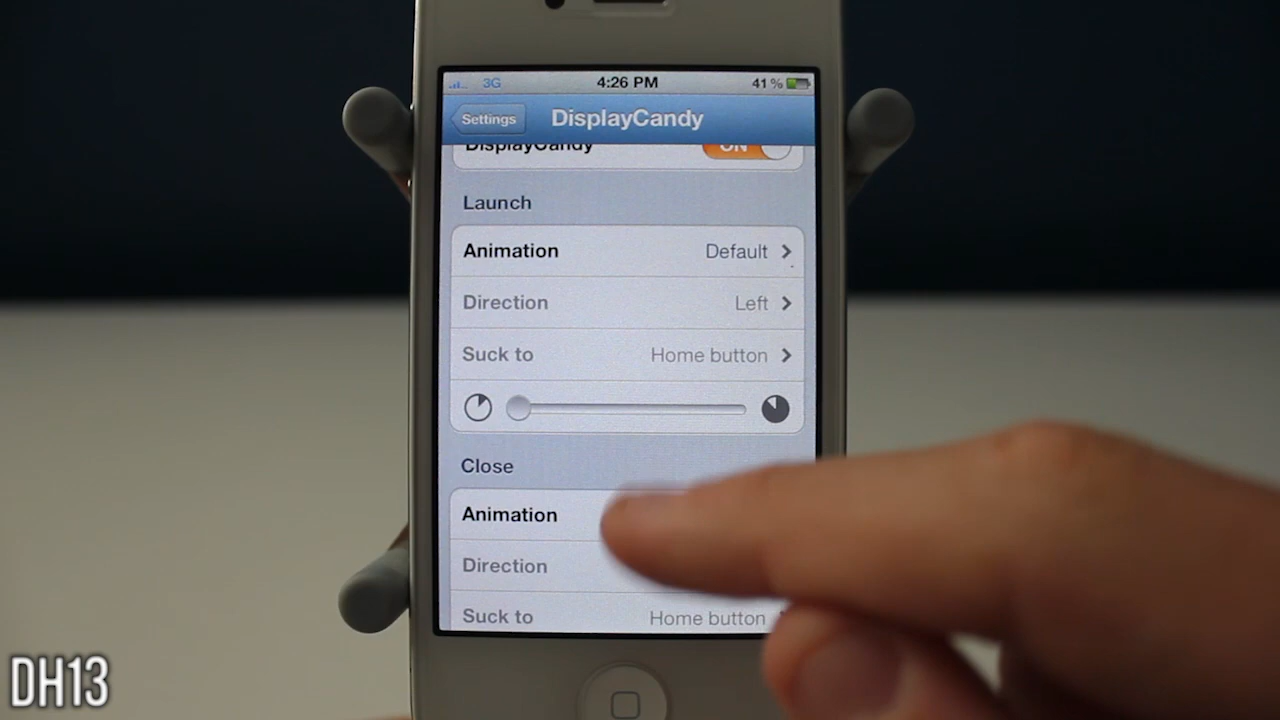 3G 4:26 PM 41%
Settings DisplayCandy
DisplayCandy ON
Launch
Animation Default
Direction Left
Suck to Home button
Close
Animation
Direction
Suck to Home button
DH13